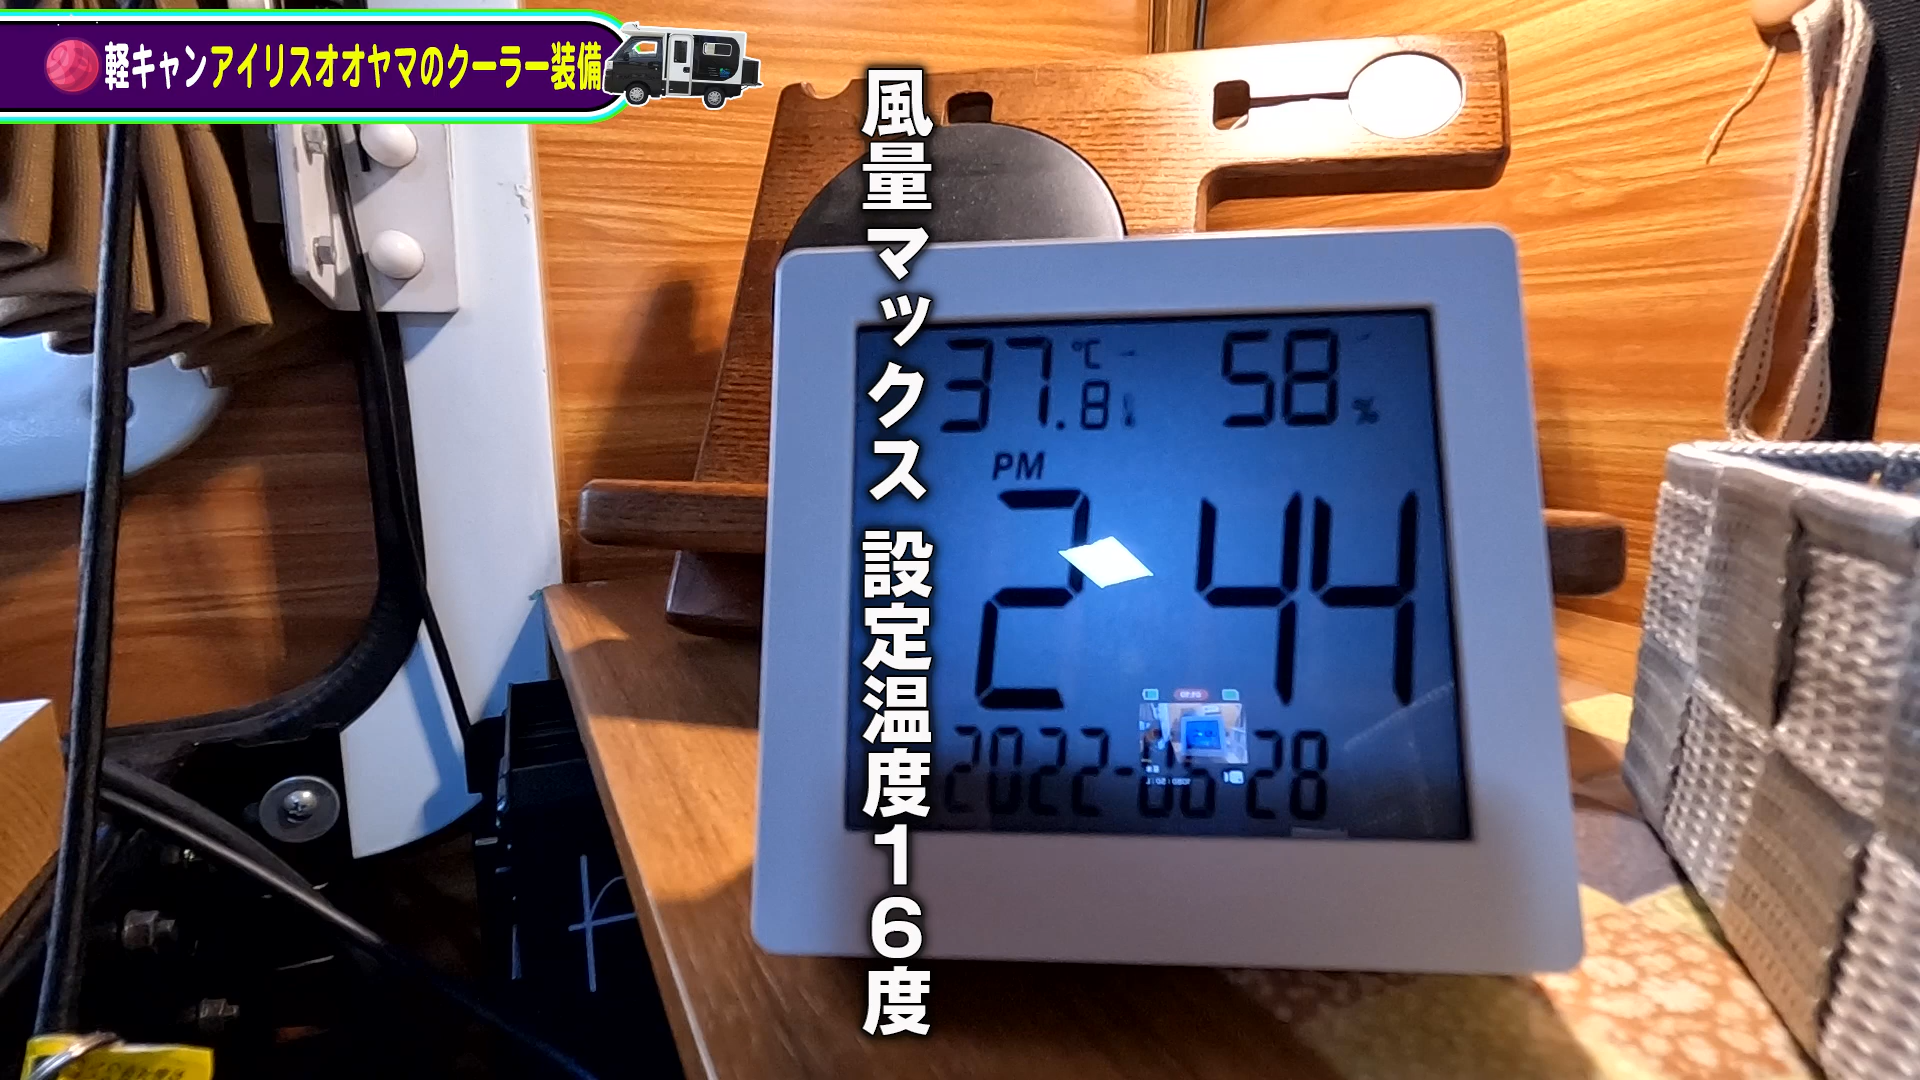 軽キャンアイリスオオヤマのクーラー装備
風量マックス 設定温度16度
37.8℃ 58%
PM
2 44
2022-06-28